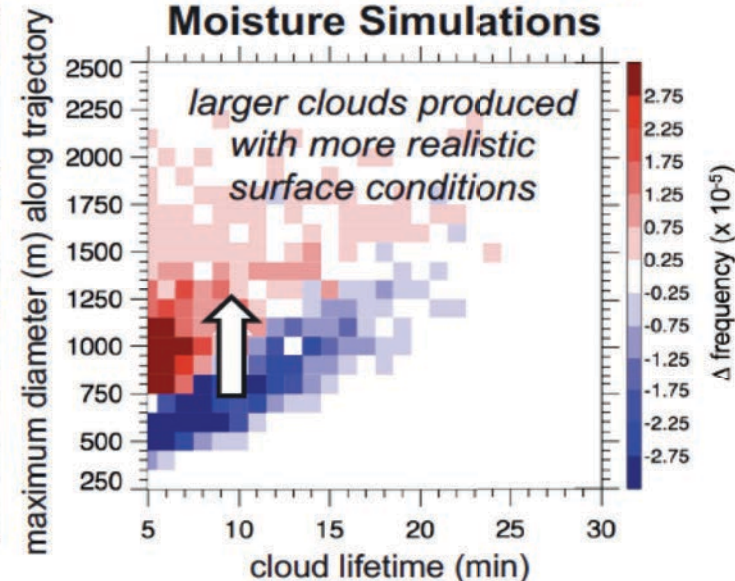 Moisture Simulations
maximum diameter (m) along trajectory
2500
2250
2000
1750
1500
1250
1000
750
500
250
larger clouds produced
with more realistic
surface conditions
5 10 15 20 25 30
cloud lifetime (min)
2.75
2.25
1.75
1.25
0.75
0.25
-0.25
-0.75
-1.25
-1.75
-2.25
-2.75
Δ frequency (x 10⁻⁵)